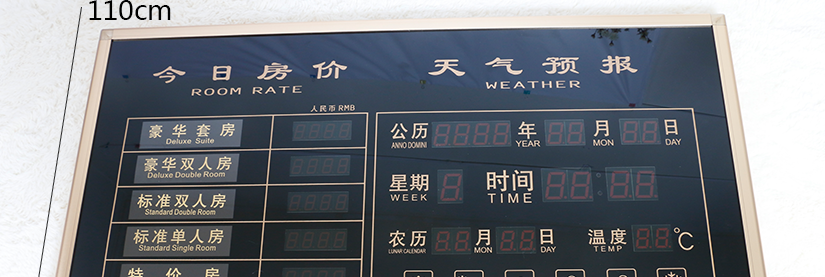 110cm
今日房价
ROOM RATE
天气预报
WEATHER
人民币 RMB
豪华套房
Deluxe Suite
豪华双人房
Deluxe Double Room
标准双人房
Standard Double Room
标准单人房
Standard Single Room
特价房
公历 年 月 日
ANNO DOMINI YEAR MON DAY
星期 时间
WEEK TIME
农历 月 日 温度 ℃
LUNAR CALENDAR MON DAY TEMP